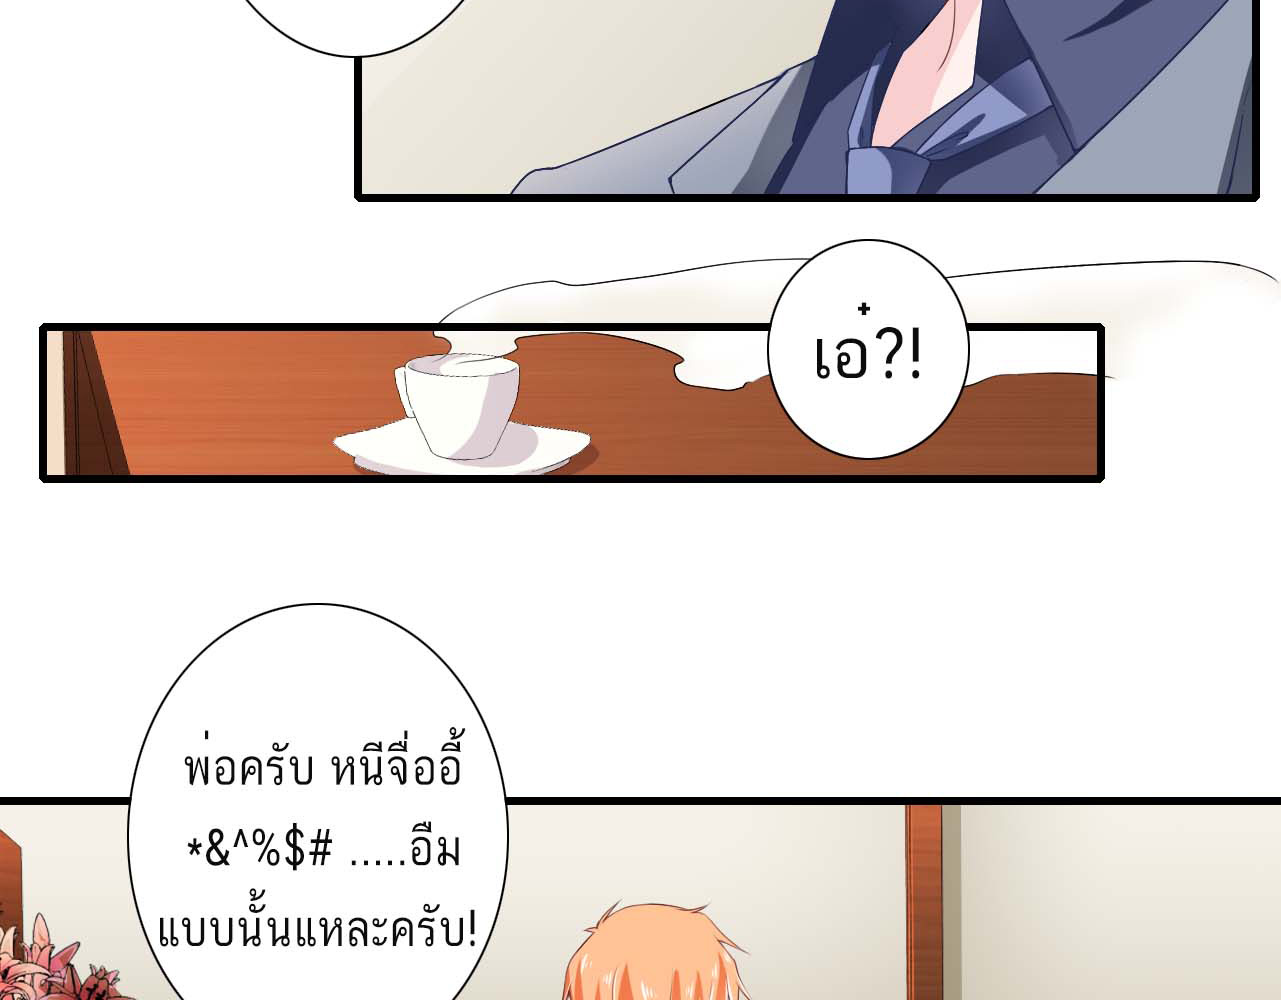 เอ๋?!
พ่อครับ หนีจื่ออี้
*&^%$# .....อืม
แบบนั้นแหละครับ!